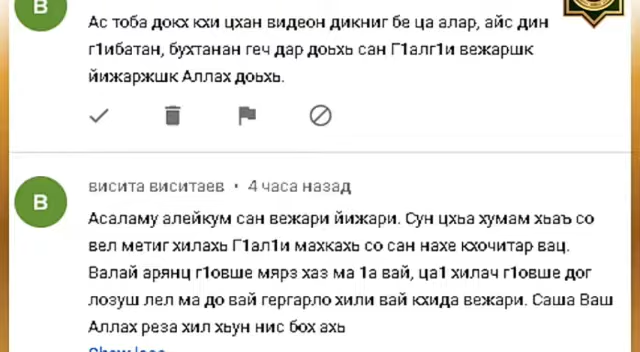 В
Ас тоба докх кхи цхан видеон дикниг бе ца алар, айс дин
г1ибатан, бухтанан геч дар доьхь сан Г1алг1и вежаршк
йижаржшк Аллах доьхь.
В
висита виситаев • 4 часа назад
Асаламу алейкум сан вежари йижари. Сун цхьа хумам хьаъ со
вел метиг хилахь Г1ал1и махкахь со сан нахе кхочитар вац.
Валай арянц г1овше мярз хаз ма 1а вай, ца1 хилач г1овше дог
лозуш лел ма до вай гергарло хили вай кхида вежари. Саша Ваш
Аллах реза хил хьун нис бох ахь